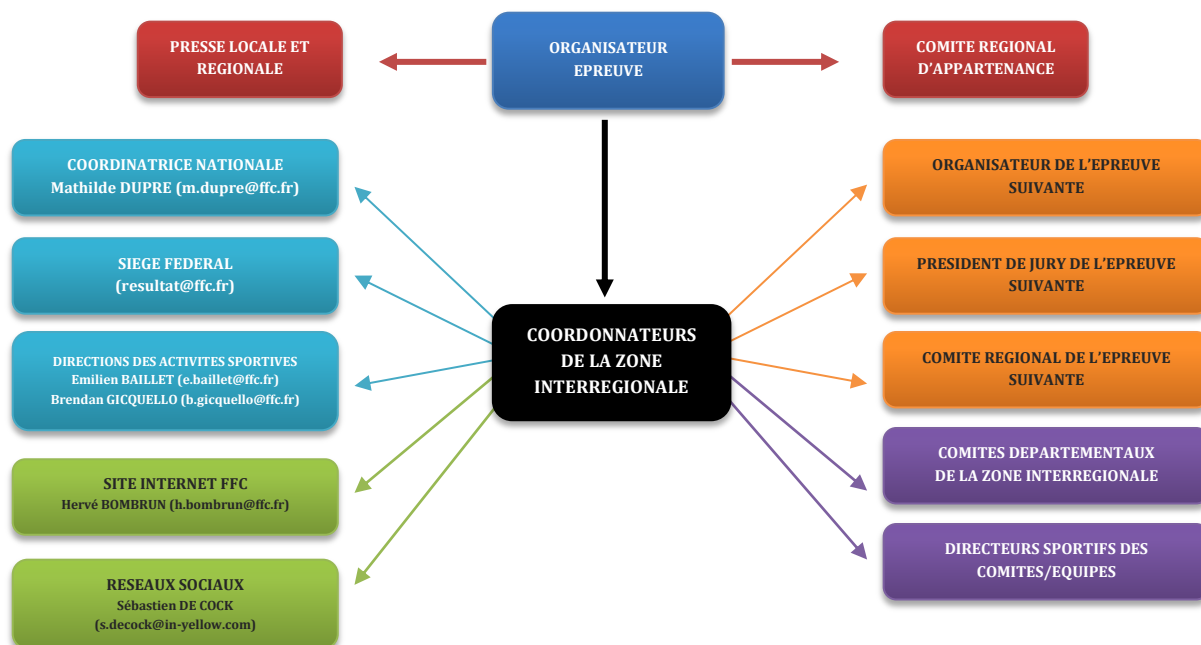 PRESSE LOCALE ET
REGIONALE
ORGANISATEUR
EPREUVE
COMITE REGIONAL
D'APPARTENANCE
COORDINATRICE NATIONALE
Mathilde DUPRE (m.dupre@ffc.fr)
SIEGE FEDERAL
(resultat@ffc.fr)
DIRECTIONS DES ACTIVITES SPORTIVES
Emilien BAILLET (e.baillet@ffc.fr)
Brendan GICQUELLO (b.gicquello@ffc.fr)
SITE INTERNET FFC
Hervé BOMBRUN (h.bombrun@ffc.fr)
RESEAUX SOCIAUX
Sébastien DE COCK
(s.decock@in-yellow.com)
COORDONNATEURS
DE LA ZONE
INTERREGIONALE
ORGANISATEUR DE L'EPREUVE
SUIVANTE
PRESIDENT DE JURY DE L'EPREUVE
SUIVANTE
COMITE REGIONAL DE L'EPREUVE
SUIVANTE
COMITES DEPARTEMENTAUX
DE LA ZONE INTERREGIONALE
DIRECTEURS SPORTIFS DES
COMITES/EQUIPES